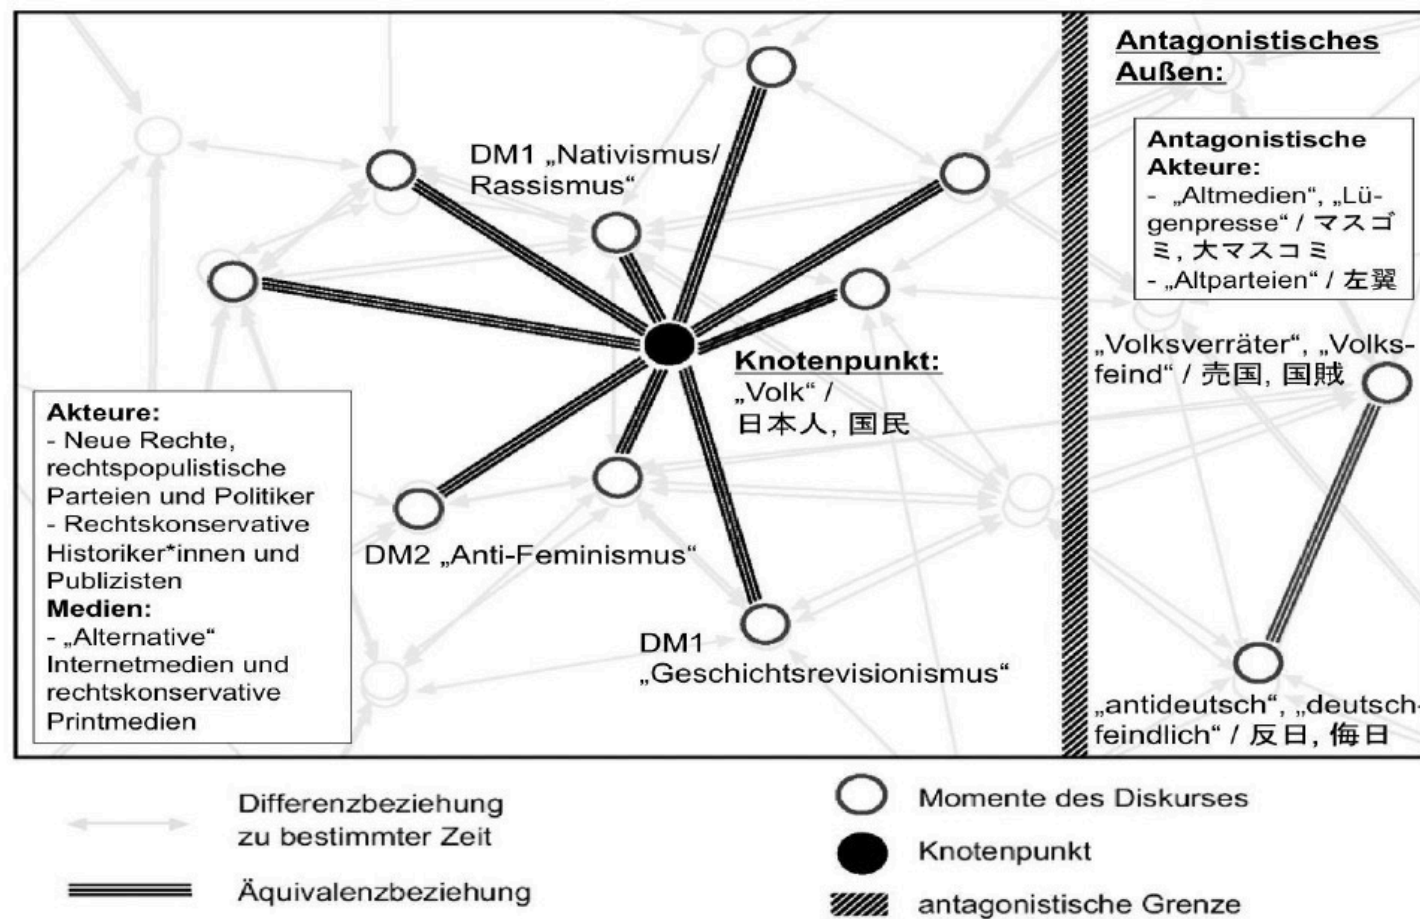 Antagonistisches
Außen:
Antagonistische
Akteure:
- „Altmedien“, „Lü-
genpresse“ / マスゴ
ミ, 大マスコミ
- „Altparteien“ / 左翼
DM1 „Nativismus/
Rassismus“
Knotenpunkt:
„Volk“ /
日本人, 国民
„Volksverräter“, „Volks-
feind“ / 売国, 国賊
Akteure:
- Neue Rechte,
rechtspopulistische
Parteien und Politiker
- Rechtskonservative
Historiker*innen und
Publizisten
Medien:
- „Alternative“
Internetmedien und
rechtskonservative
Printmedien
DM2 „Anti-Feminismus“
DM1
„Geschichtsrevisionismus“
„antideutsch“, „deutsch-
feindlich“ / 反日, 侮日
Differenzbeziehung
zu bestimmter Zeit
Äquivalenzbeziehung
Momente des Diskurses
Knotenpunkt
antagonistische Grenze